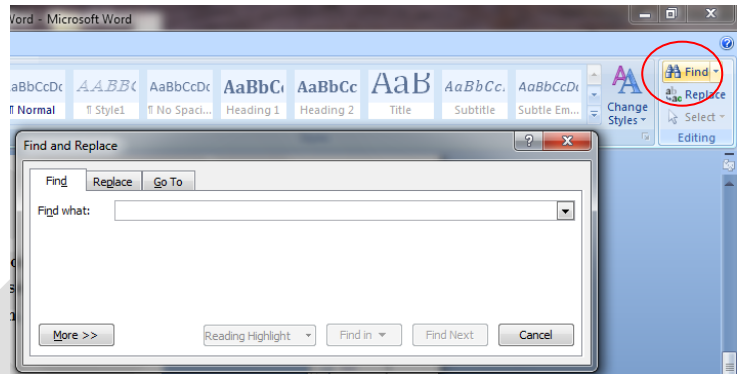 Word - Microsoft Word
Find
Replace
Select
Editing
AaBbCcDc AABBC AaBbCcDc AaBbC AaBbCc AaB AaBbCc. AaBbCcDc
¶ Normal ¶ Style1 ¶ No Spaci... Heading 1 Heading 2 Title Subtitle Subtle Em...
Change
Styles
Find and Replace
Find Replace Go To
Find what:
More >> Reading Highlight Find in Find Next Cancel